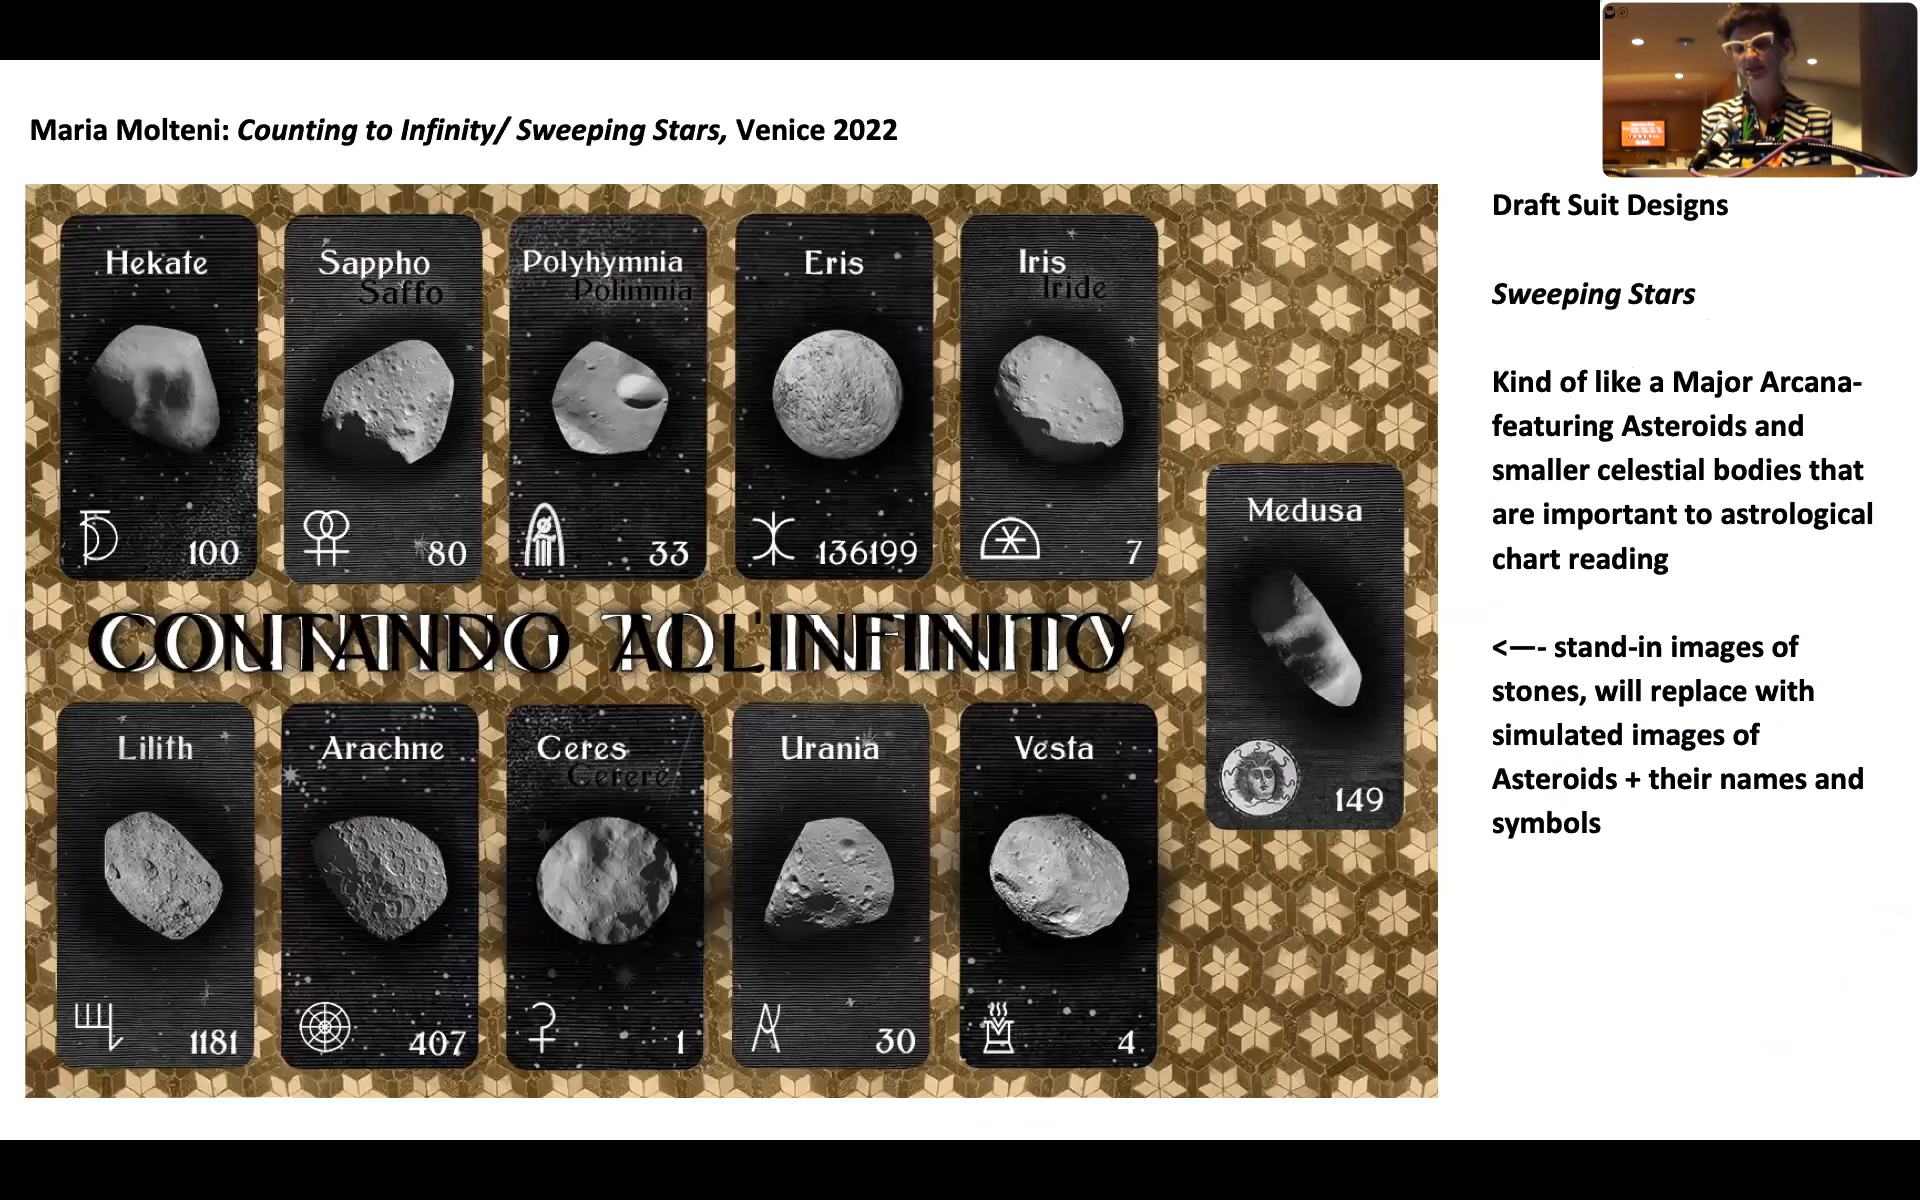 Maria Molteni: Counting to Infinity/ Sweeping Stars, Venice 2022
Hekate
100
Sappho
Saffo
80
Polyhymnia
Polimnia
33
Eris
136199
Iris
Iride
7
Medusa
149
COUNTING TO INFINITY
CONTANDO ALL'INFINITO
Lilith
1181
Arachne
407
Ceres
Cerere
1
Urania
30
Vesta
4
Draft Suit Designs
Sweeping Stars
Kind of like a Major Arcana-
featuring Asteroids and
smaller celestial bodies that
are important to astrological
chart reading
<—- stand-in images of
stones, will replace with
simulated images of
Asteroids + their names and
symbols